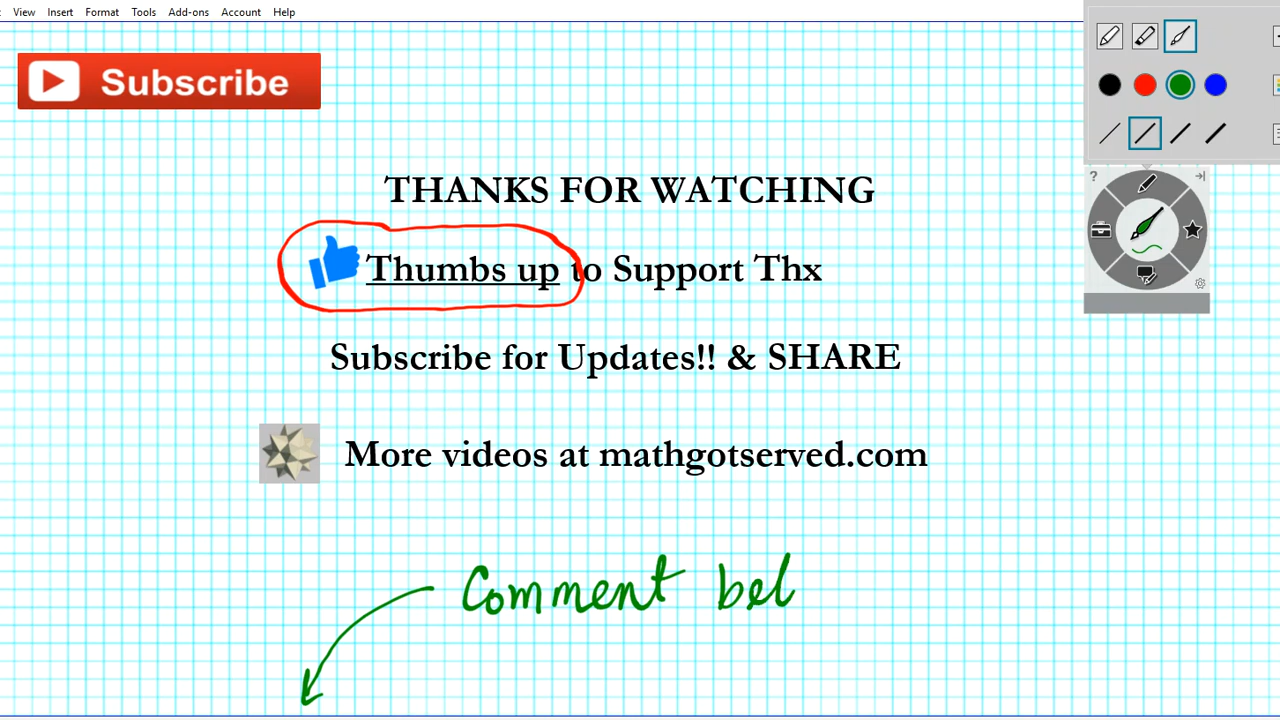 View Insert Format Tools Add-ons Account Help
Subscribe
THANKS FOR WATCHING
Thumbs up to Support Thx
Subscribe for Updates!! & SHARE
More videos at mathgotserved.com
Comment bel
?